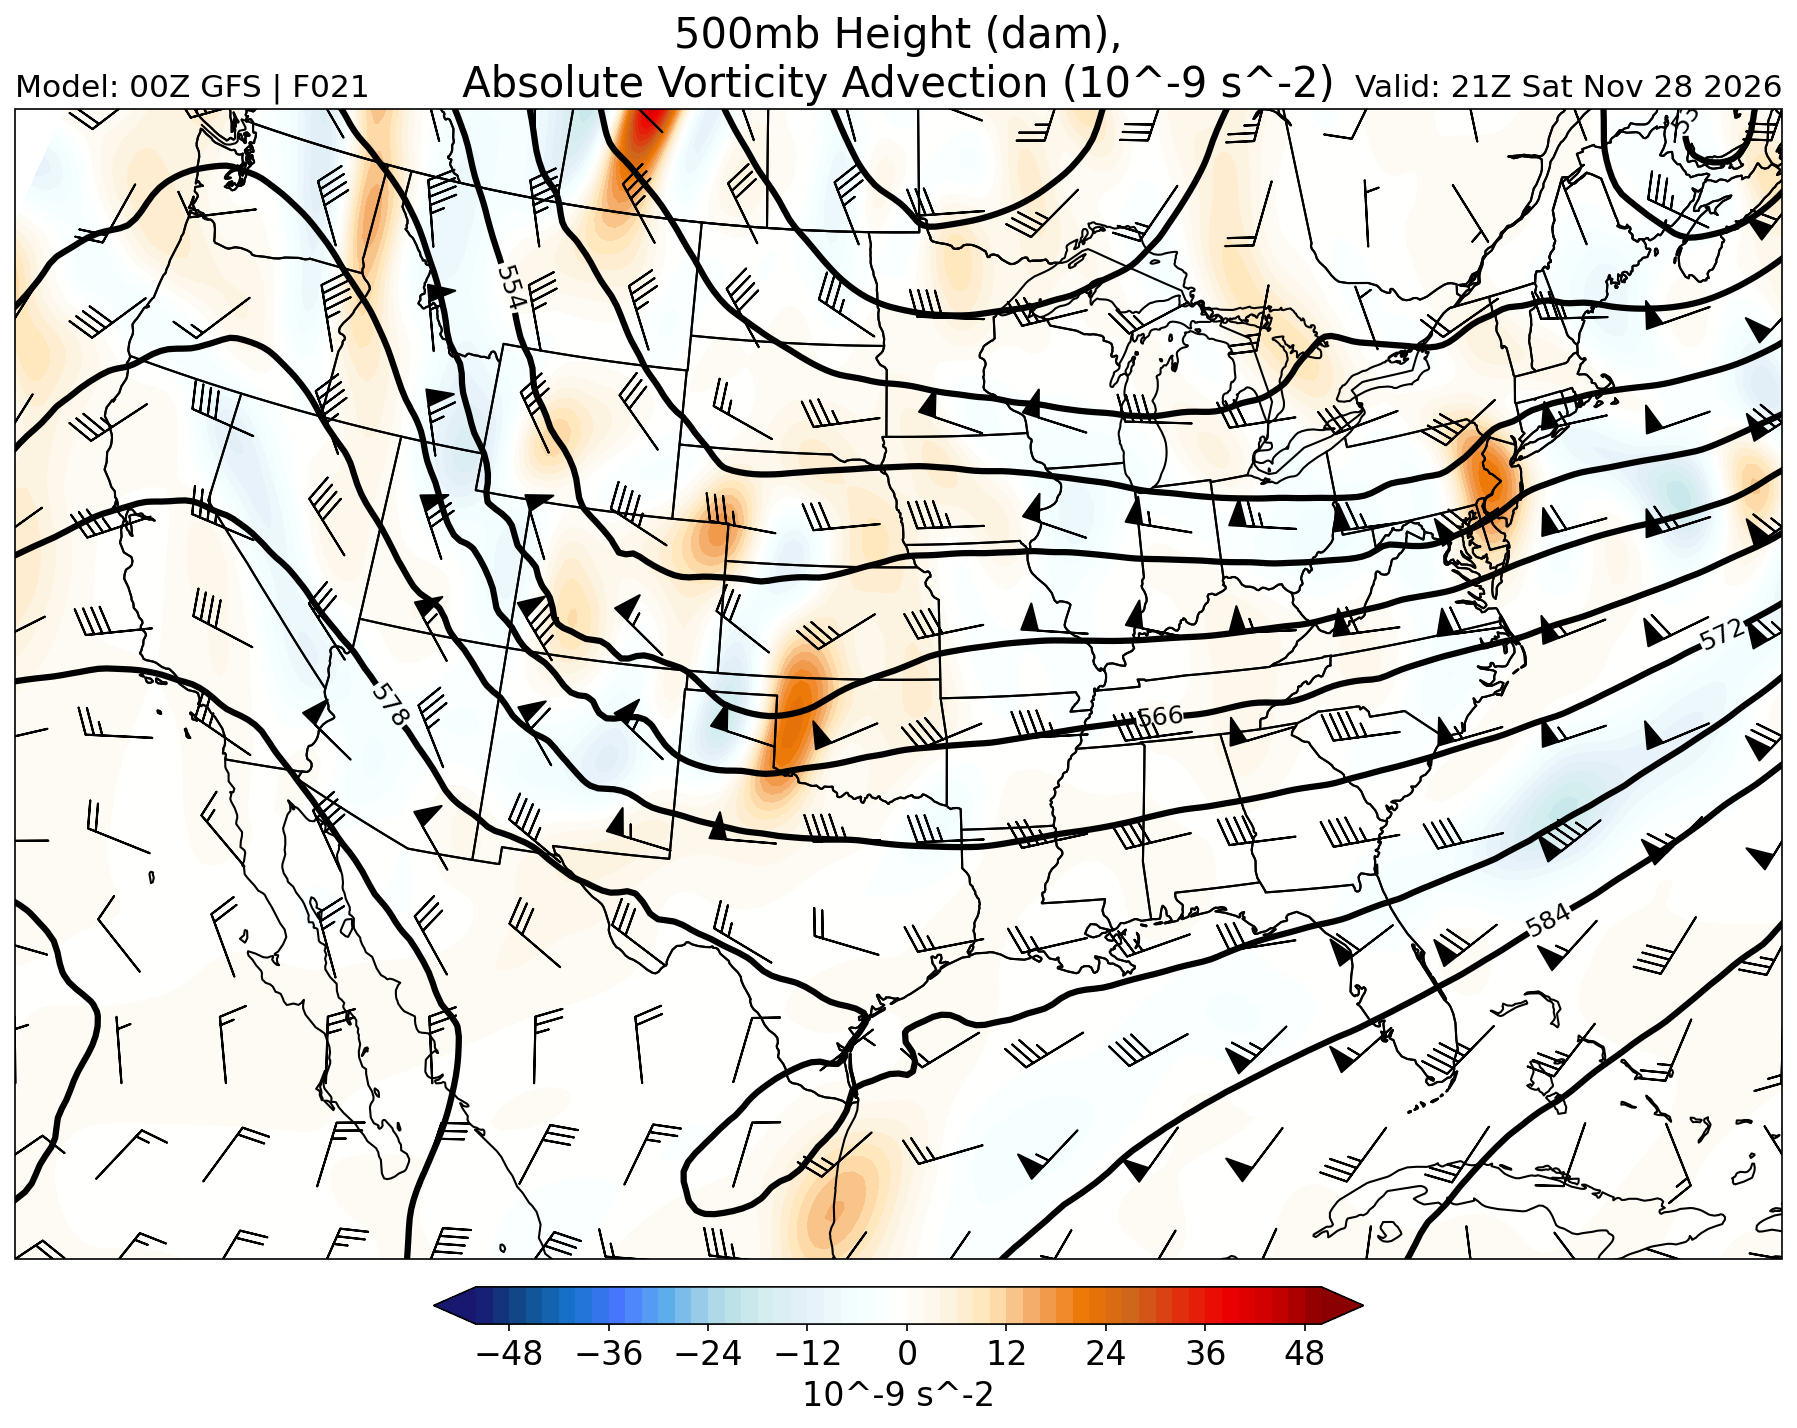 500mb Height (dam),
Model: 00Z GFS | F021
Absolute Vorticity Advection (10^-9 s^-2)
Valid: 21Z Sat Nov 28 2026
554
572
578
566
584
−48 −36 −24 −12 0 12 24 36 48
10^-9 s^-2